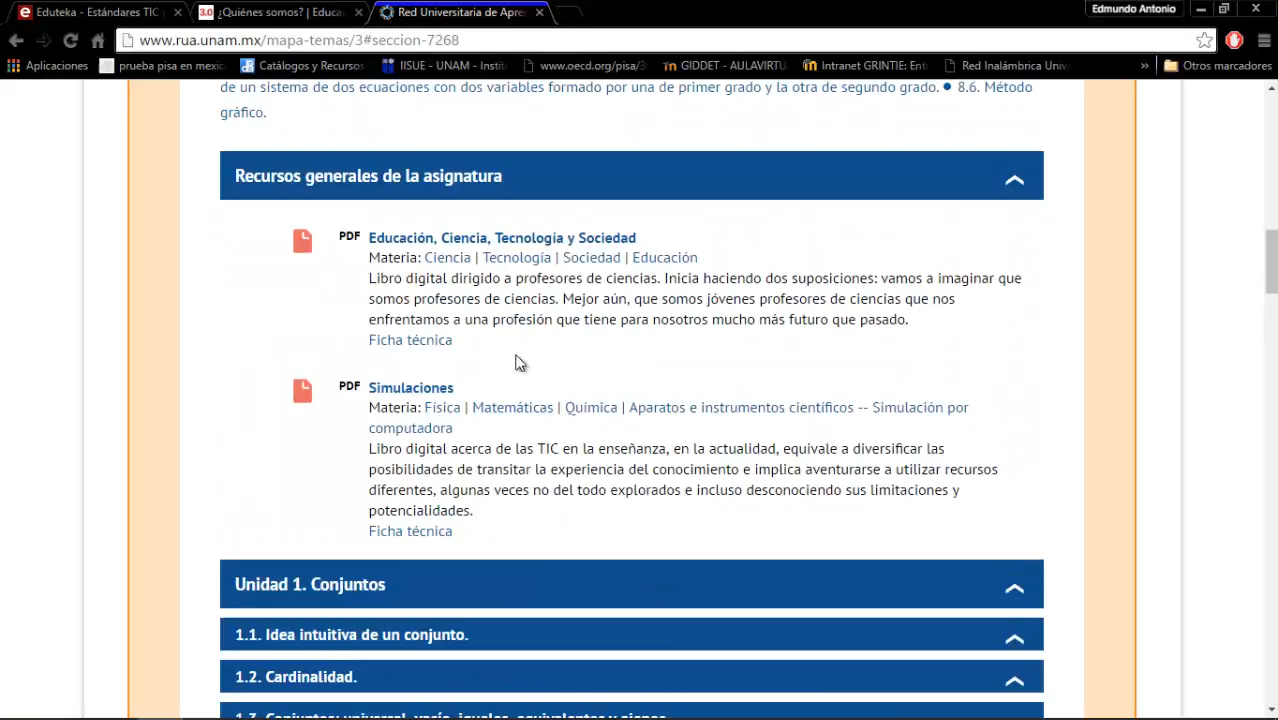 Eduteka - Estándares TIC
¿Quiénes somos? | Educa
Red Universitaria de Apre
Edmundo Antonio
www.rua.unam.mx/mapa-temas/3#seccion-7268
Aplicaciones
prueba pisa en mexic
Catálogos y Recursos
IISUE - UNAM - Instit
www.oecd.org/pisa/3
GIDDET - AULAVIRTU
Intranet GRINTIE: Ent
Red Inalámbrica Univ
»
Otros marcadores
de un sistema de dos ecuaciones con dos variables formado por una de primer grado y la otra de segundo grado. ● 8.6. Método
gráfico.
Recursos generales de la asignatura
PDF Educación, Ciencia, Tecnología y Sociedad
Materia: Ciencia | Tecnología | Sociedad | Educación
Libro digital dirigido a profesores de ciencias. Inicia haciendo dos suposiciones: vamos a imaginar que
somos profesores de ciencias. Mejor aún, que somos jóvenes profesores de ciencias que nos
enfrentamos a una profesión que tiene para nosotros mucho más futuro que pasado.
Ficha técnica
PDF Simulaciones
Materia: Física | Matemáticas | Química | Aparatos e instrumentos científicos -- Simulación por
computadora
Libro digital acerca de las TIC en la enseñanza, en la actualidad, equivale a diversificar las
posibilidades de transitar la experiencia del conocimiento e implica aventurarse a utilizar recursos
diferentes, algunas veces no del todo explorados e incluso desconociendo sus limitaciones y
potencialidades.
Ficha técnica
Unidad 1. Conjuntos
1.1. Idea intuitiva de un conjunto.
1.2. Cardinalidad.
1.3. Conjuntos: universal, vacío, iguales, equivalentes y ajenos.